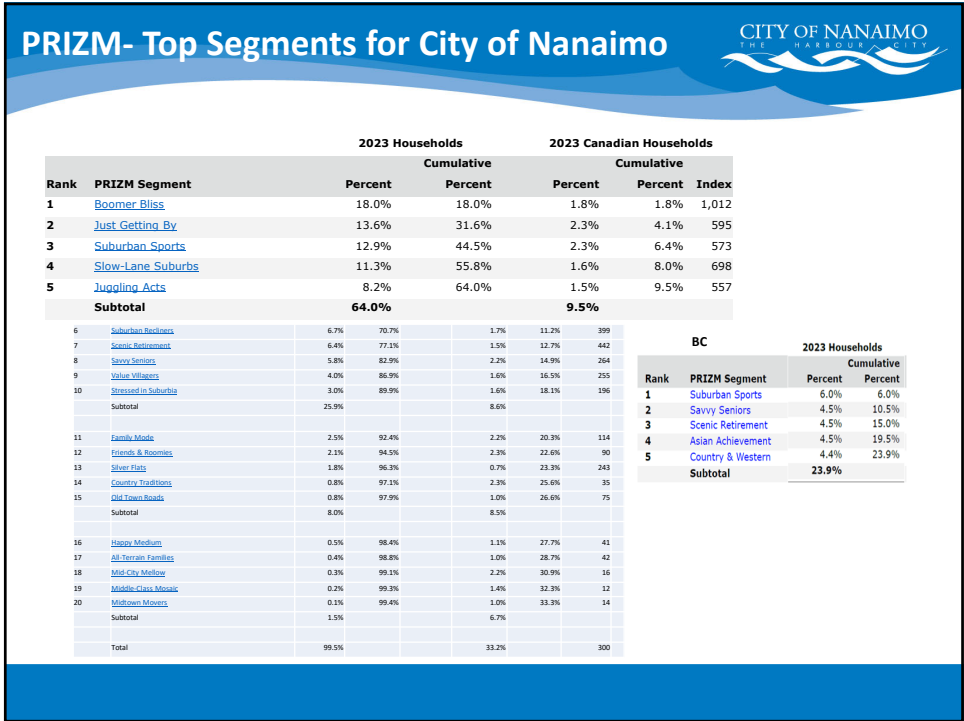 PRIZM- Top Segments for City of Nanaimo
CITY OF NANAIMO
THE HARBOUR CITY
2023 Households 2023 Canadian Households
Cumulative Cumulative
Rank PRIZM Segment Percent Percent Percent Percent Index
1 Boomer Bliss 18.0% 18.0% 1.8% 1.8% 1,012
2 Just Getting By 13.6% 31.6% 2.3% 4.1% 595
3 Suburban Sports 12.9% 44.5% 2.3% 6.4% 573
4 Slow-Lane Suburbs 11.3% 55.8% 1.6% 8.0% 698
5 Juggling Acts 8.2% 64.0% 1.5% 9.5% 557
Subtotal 64.0% 9.5%
6 Suburban Recliners 6.7% 70.7% 1.7% 11.2% 399
7 Scenic Retirement 6.4% 77.1% 1.5% 12.7% 442
8 Savvy Seniors 5.8% 82.9% 2.2% 14.9% 264
9 Value Villagers 4.0% 86.9% 1.6% 16.5% 255
10 Stressed in Suburbia 3.0% 89.9% 1.6% 18.1% 196
Subtotal 25.9% 8.6%
11 Family Mode 2.5% 92.4% 2.2% 20.3% 114
12 Friends & Roomies 2.1% 94.5% 2.3% 22.6% 90
13 Silver Flats 1.8% 96.3% 0.7% 23.3% 243
14 Country Traditions 0.8% 97.1% 2.3% 25.6% 35
15 Old Town Roads 0.8% 97.9% 1.0% 26.6% 75
Subtotal 8.0% 8.5%
16 Happy Medium 0.5% 98.4% 1.1% 27.7% 41
17 All-Terrain Families 0.4% 98.8% 1.0% 28.7% 42
18 Mid-City Mellow 0.3% 99.1% 2.2% 30.9% 16
19 Middle-Class Mosaic 0.2% 99.3% 1.4% 32.3% 12
20 Midtown Movers 0.1% 99.4% 1.0% 33.3% 14
Subtotal 1.5% 6.7%
Total 99.5% 33.2% 300
BC 2023 Households
Cumulative
Rank PRIZM Segment Percent Percent
1 Suburban Sports 6.0% 6.0%
2 Savvy Seniors 4.5% 10.5%
3 Scenic Retirement 4.5% 15.0%
4 Asian Achievement 4.5% 19.5%
5 Country & Western 4.4% 23.9%
Subtotal 23.9%